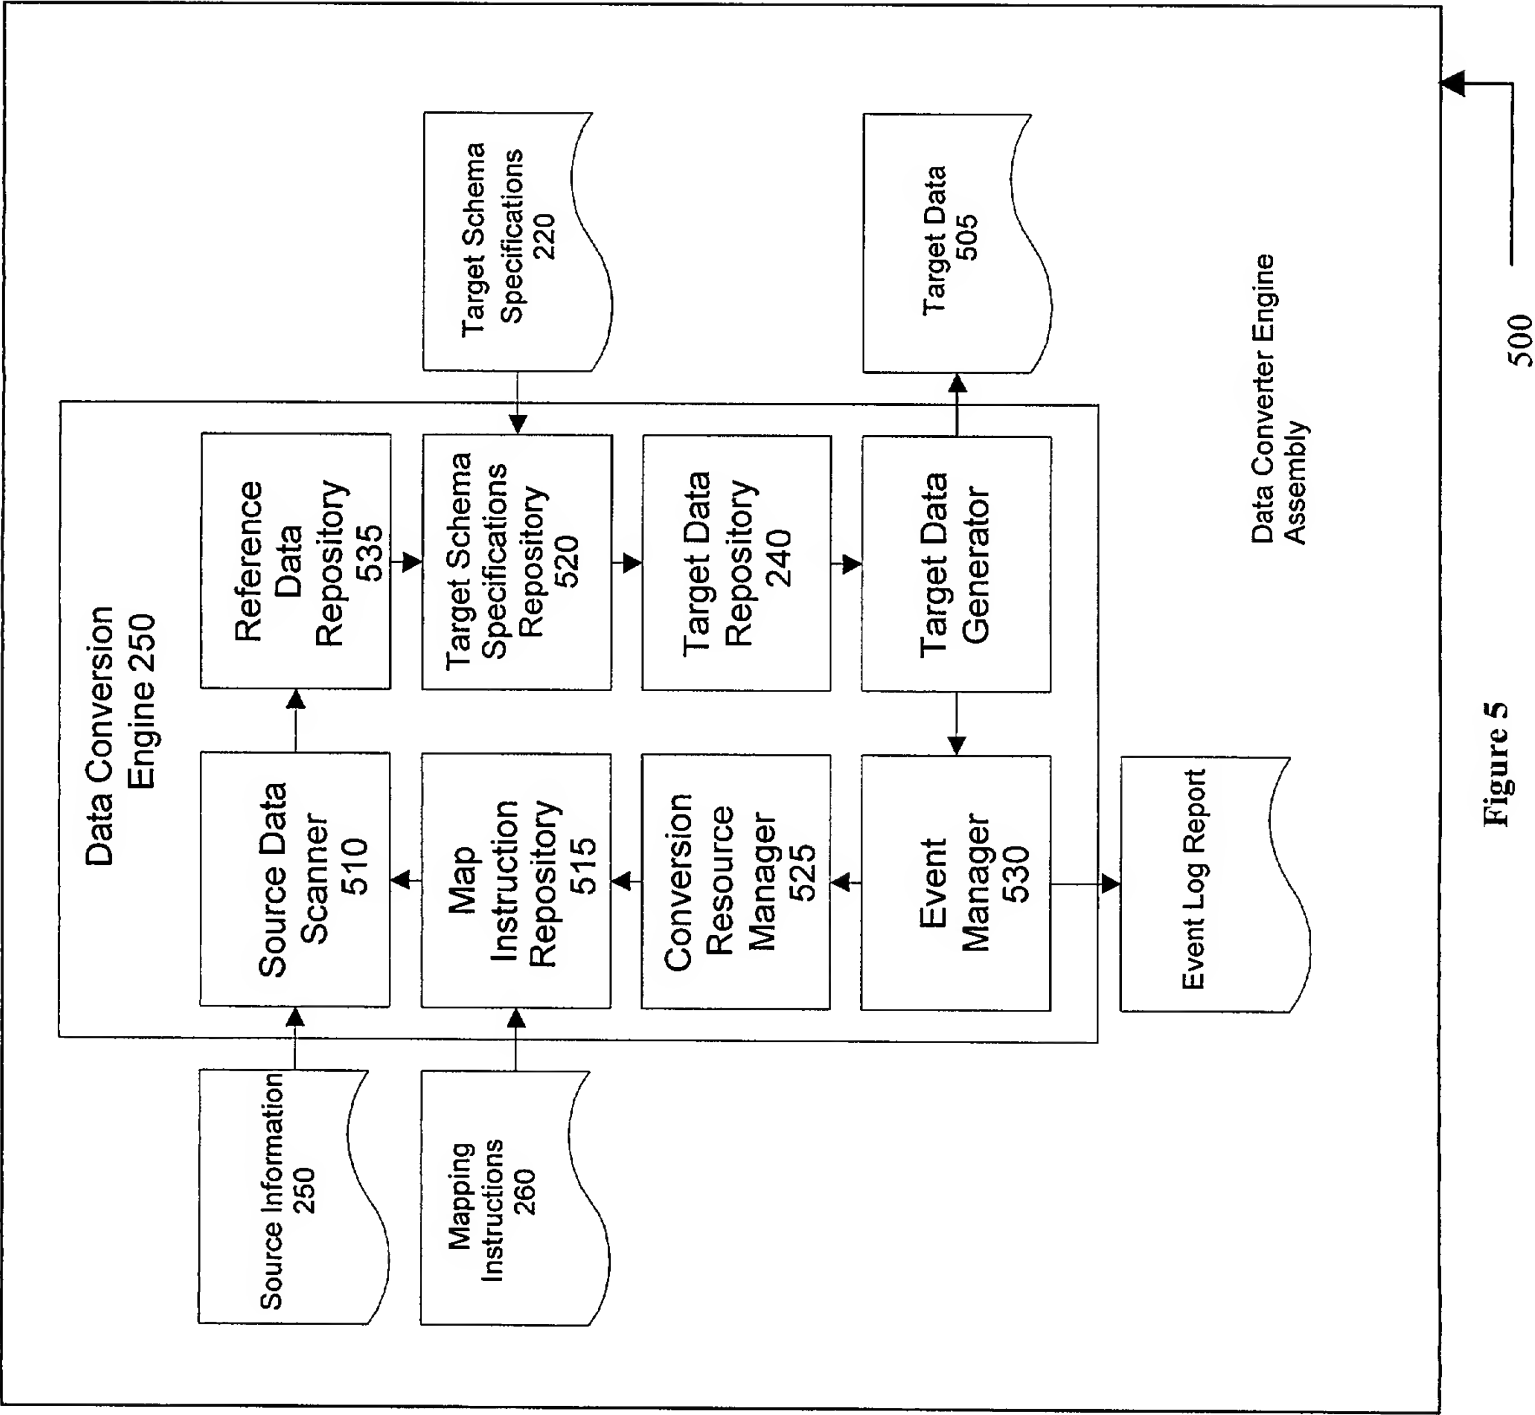 Data Conversion
Engine 250
Source Information
250
Source Data
Scanner
510
Reference
Data
Repository
535
Mapping
Instructions
260
Map
Instruction
Repository
515
Target Schema
Specifications
Repository
520
Target Schema
Specifications
220
Conversion
Resource
Manager
525
Target Data
Repository
240
Event
Manager
530
Target Data
Generator
Target Data
505
Event Log Report
Data Converter Engine
Assembly
Figure 5
500